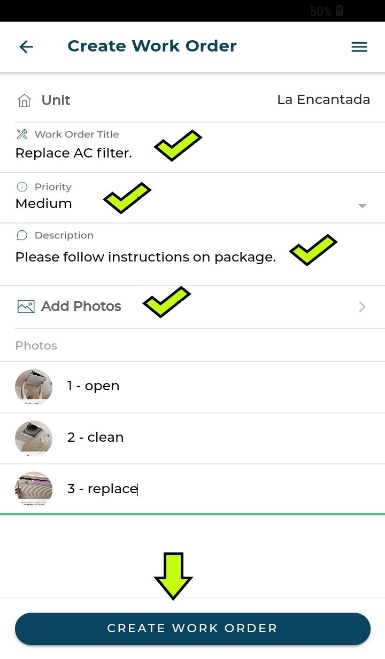 50%
Create Work Order
Unit La Encantada
Work Order Title
Replace AC filter.
Priority
Medium
Description
Please follow instructions on package.
Add Photos
Photos
1 - open
2 - clean
3 - replace
CREATE WORK ORDER